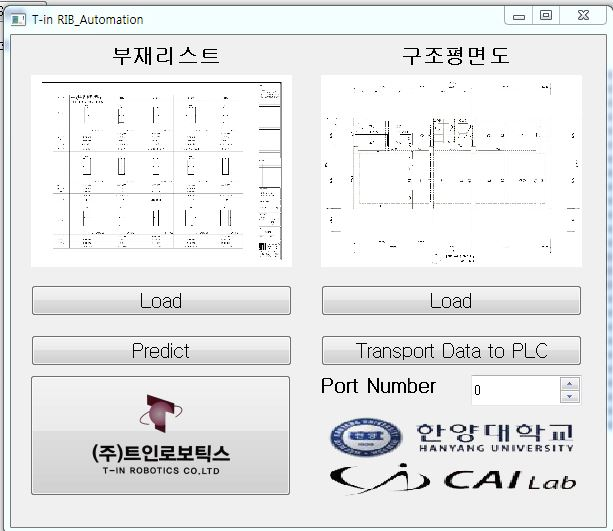 T-in RIB_Automation
부재리스트
구조평면도
Load
Load
Predict
Transport Data to PLC
Port Number
0
(주)트인로보틱스
T-IN ROBOTICS CO,LTD
한양대학교
HANYANG UNIVERSITY
CAI Lab